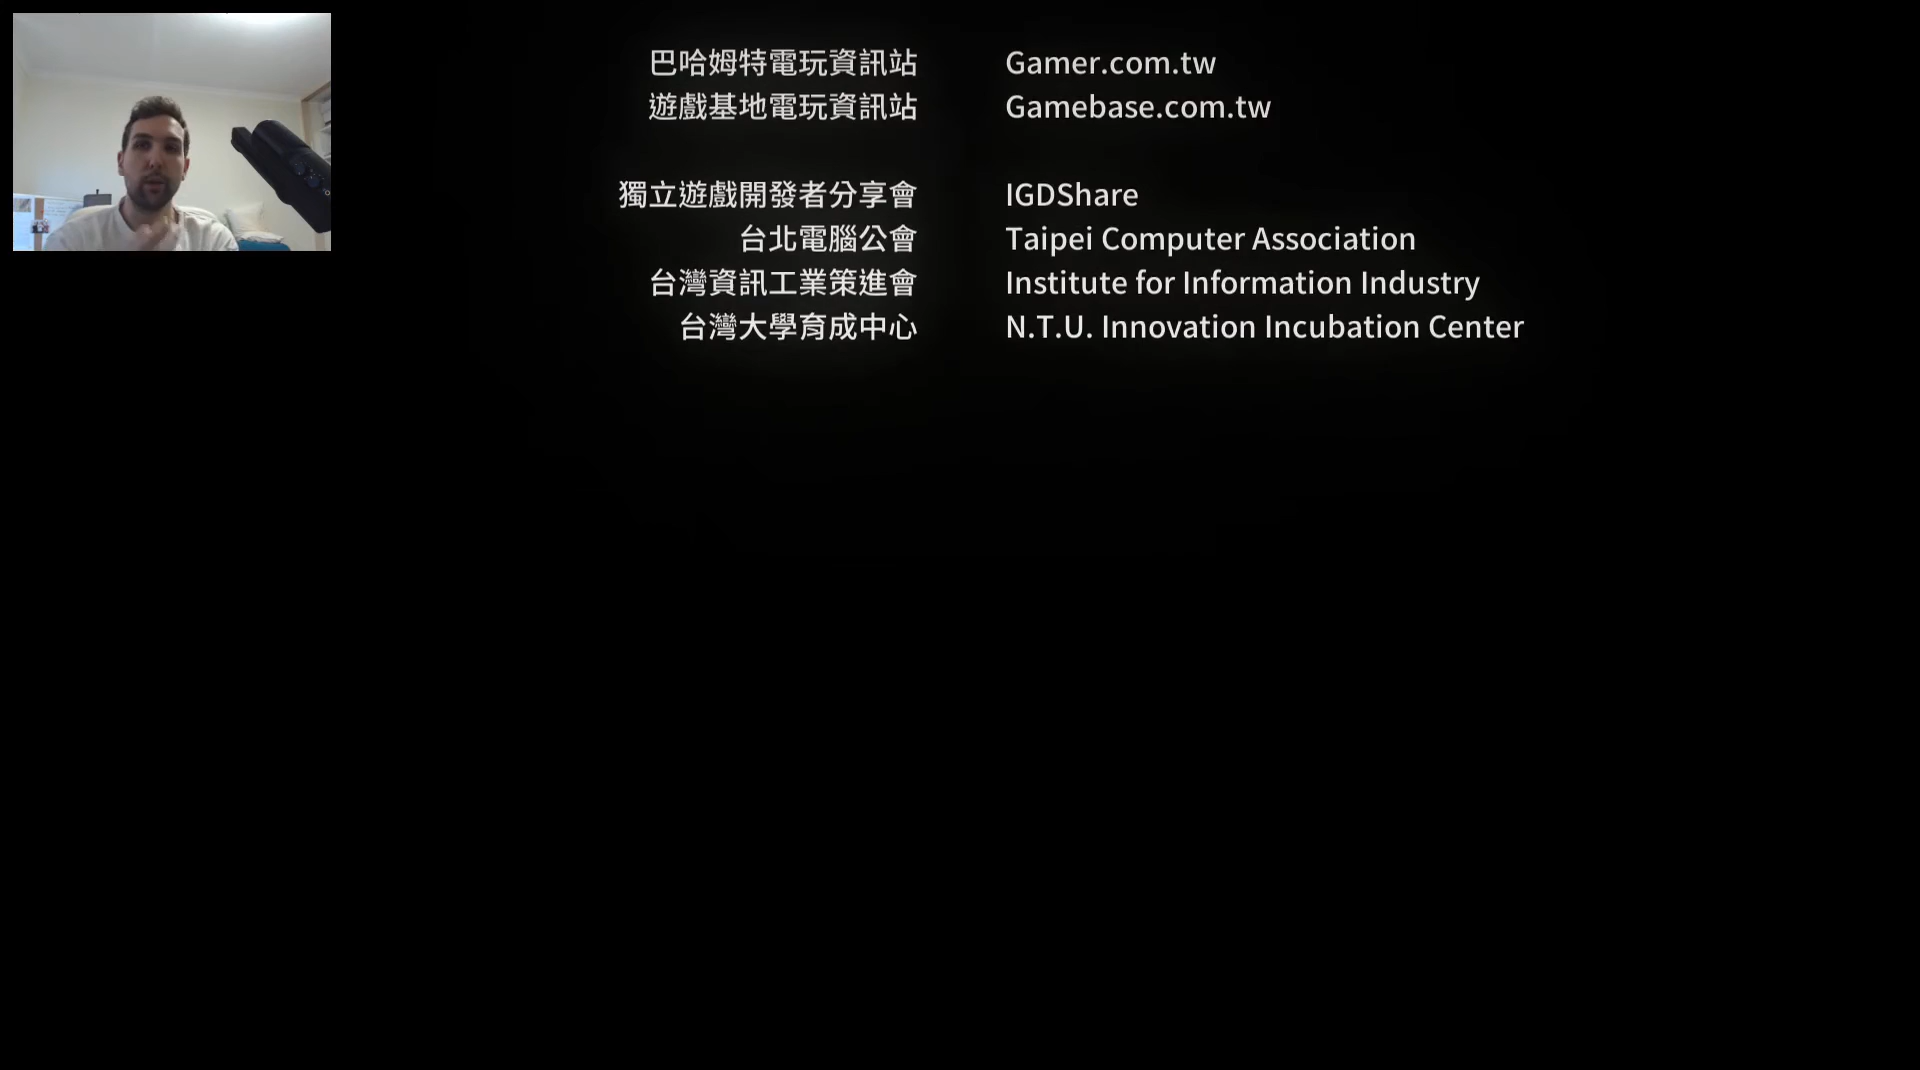 巴哈姆特電玩資訊站 Gamer.com.tw
遊戲基地電玩資訊站 Gamebase.com.tw
獨立遊戲開發者分享會 IGDShare
台北電腦公會 Taipei Computer Association
台灣資訊工業策進會 Institute for Information Industry
台灣大學育成中心 N.T.U. Innovation Incubation Center